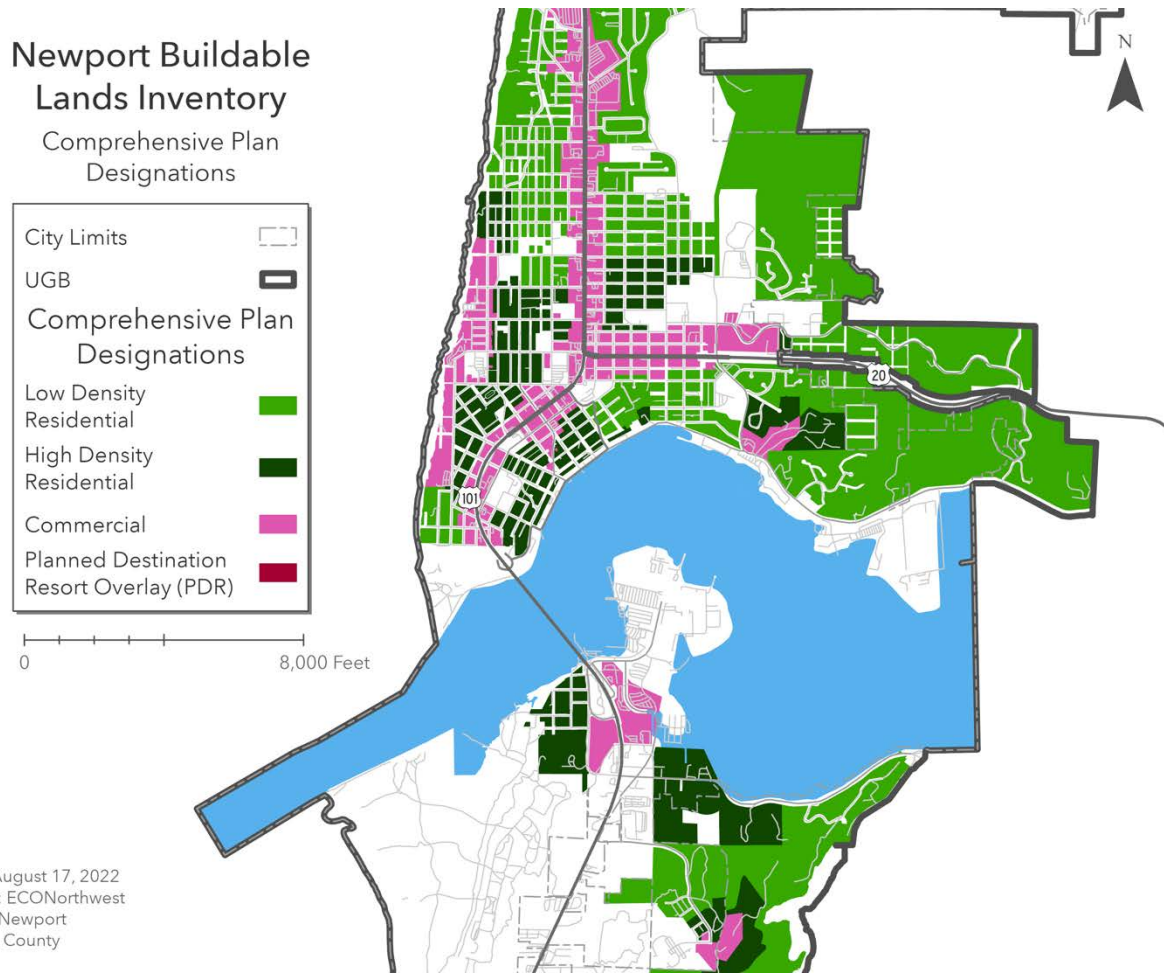 Newport Buildable
Lands Inventory
Comprehensive Plan
Designations
City Limits
UGB
Comprehensive Plan
Designations
Low Density
Residential
High Density
Residential
Commercial
Planned Destination
Resort Overlay (PDR)
0 8,000 Feet
N
20
101
August 17, 2022
: ECONorthwest
Newport
County